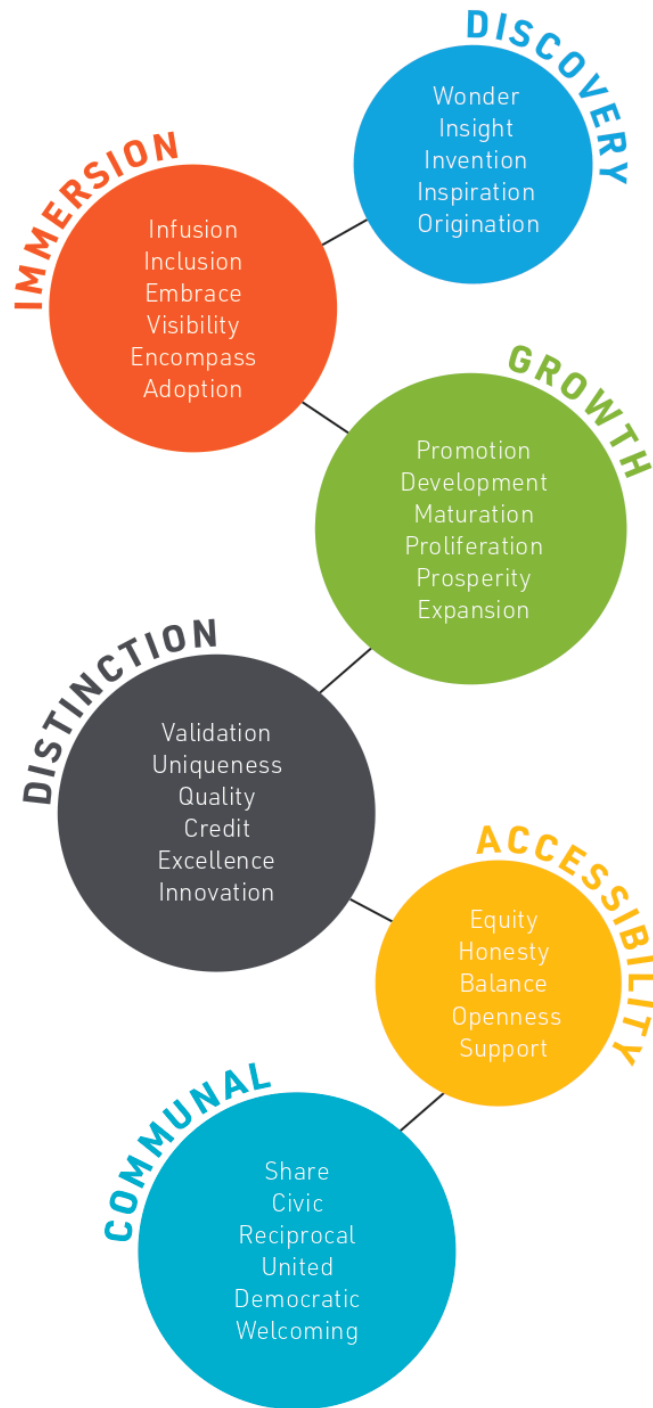 DISCOVERY
Wonder
Insight
Invention
Inspiration
Origination
IMMERSION
Infusion
Inclusion
Embrace
Visibility
Encompass
Adoption
GROWTH
Promotion
Development
Maturation
Proliferation
Prosperity
Expansion
DISTINCTION
Validation
Uniqueness
Quality
Credit
Excellence
Innovation
ACCESSIBILITY
Equity
Honesty
Balance
Openness
Support
COMMUNAL
Share
Civic
Reciprocal
United
Democratic
Welcoming